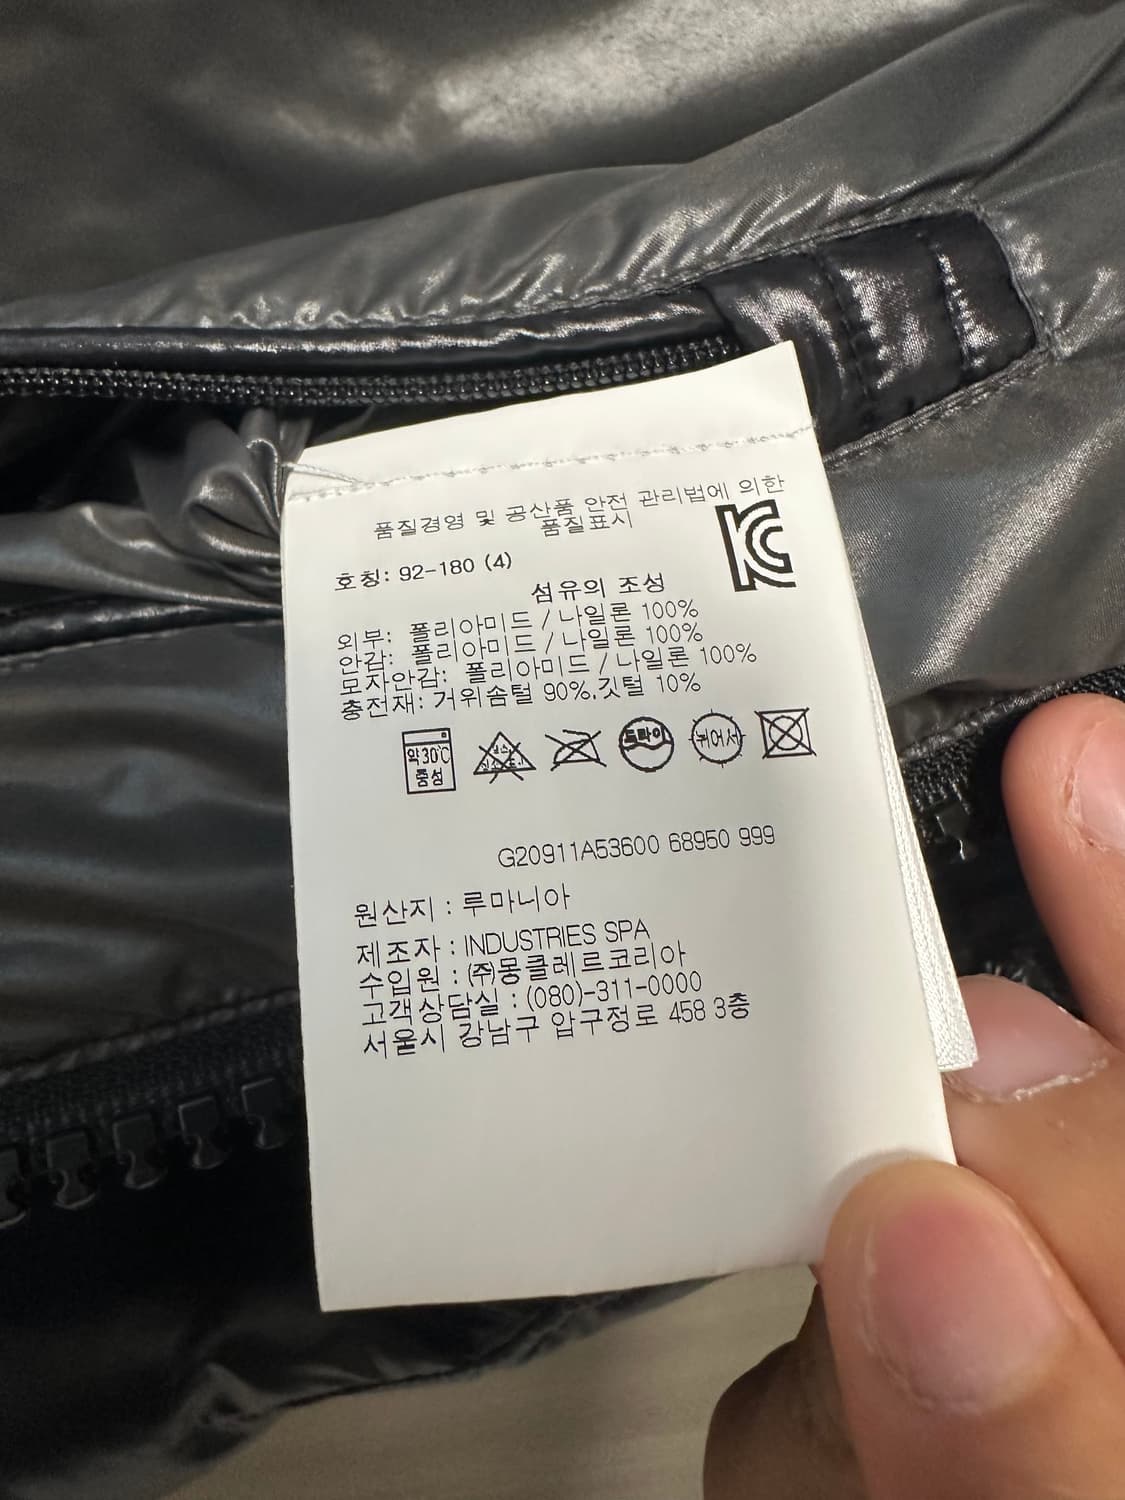 품질경영 및 공산품 안전 관리법에 의한
품질표시
호칭: 92-180 (4)
섬유의 조성
외부: 폴리아미드 / 나일론 100%
안감: 폴리아미드 / 나일론 100%
모자안감: 폴리아미드 / 나일론 100%
충전재: 거위솜털 90%.깃털 10%
약30℃
중성
드라이
뉘어서
G20911A53600 68950 999
원산지 : 루마니아
제조자 : INDUSTRIES SPA
수입원 : ㈜몽클레르코리아
고객상담실 : (080)-311-0000
서울시 강남구 압구정로 458 3층